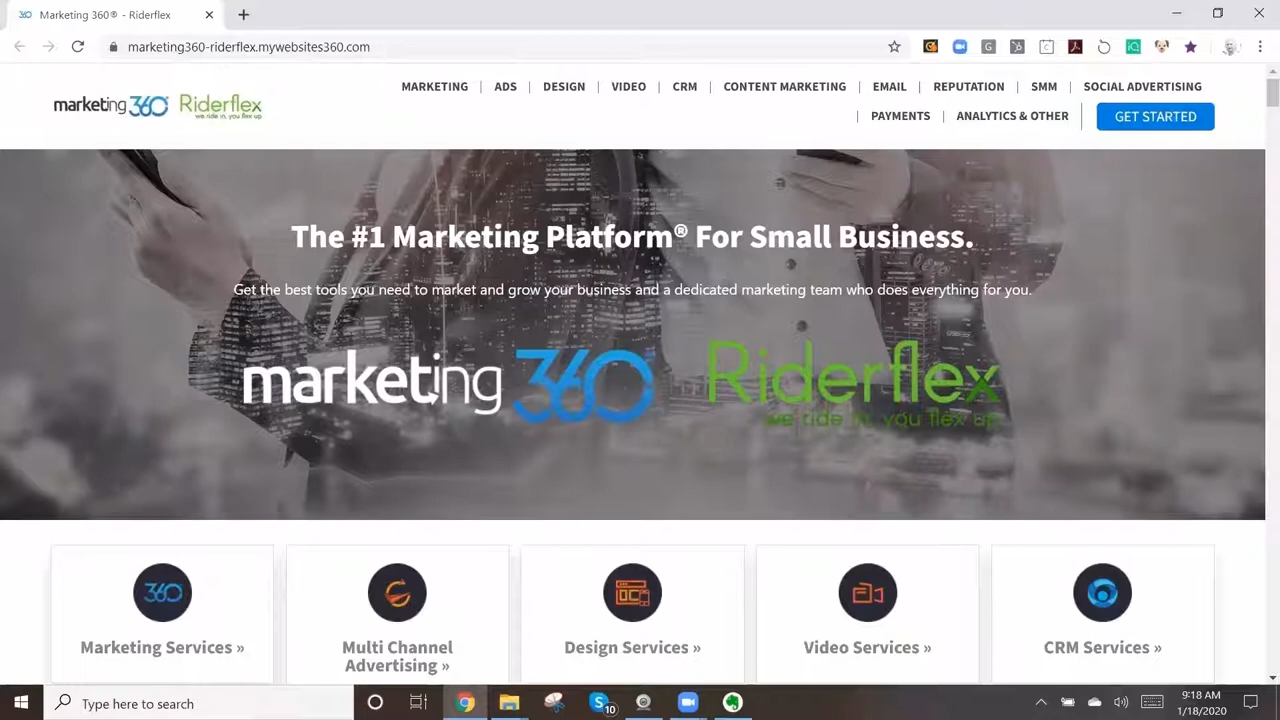 Marketing 360® - Riderflex
marketing360-riderflex.mywebsites360.com
marketing 360® Riderflex
we ride in, you flex up
MARKETING | ADS | DESIGN | VIDEO | CRM | CONTENT MARKETING | EMAIL | REPUTATION | SMM | SOCIAL ADVERTISING
| PAYMENTS | ANALYTICS & OTHER | GET STARTED
The #1 Marketing Platform® For Small Business.
Get the best tools you need to market and grow your business and a dedicated marketing team who does everything for you.
marketing 360 Riderflex
we ride in, you flex up
360
Marketing Services »
Multi Channel
Advertising »
Design Services »
Video Services »
CRM Services »
Type here to search
10
9:18 AM
1/18/2020